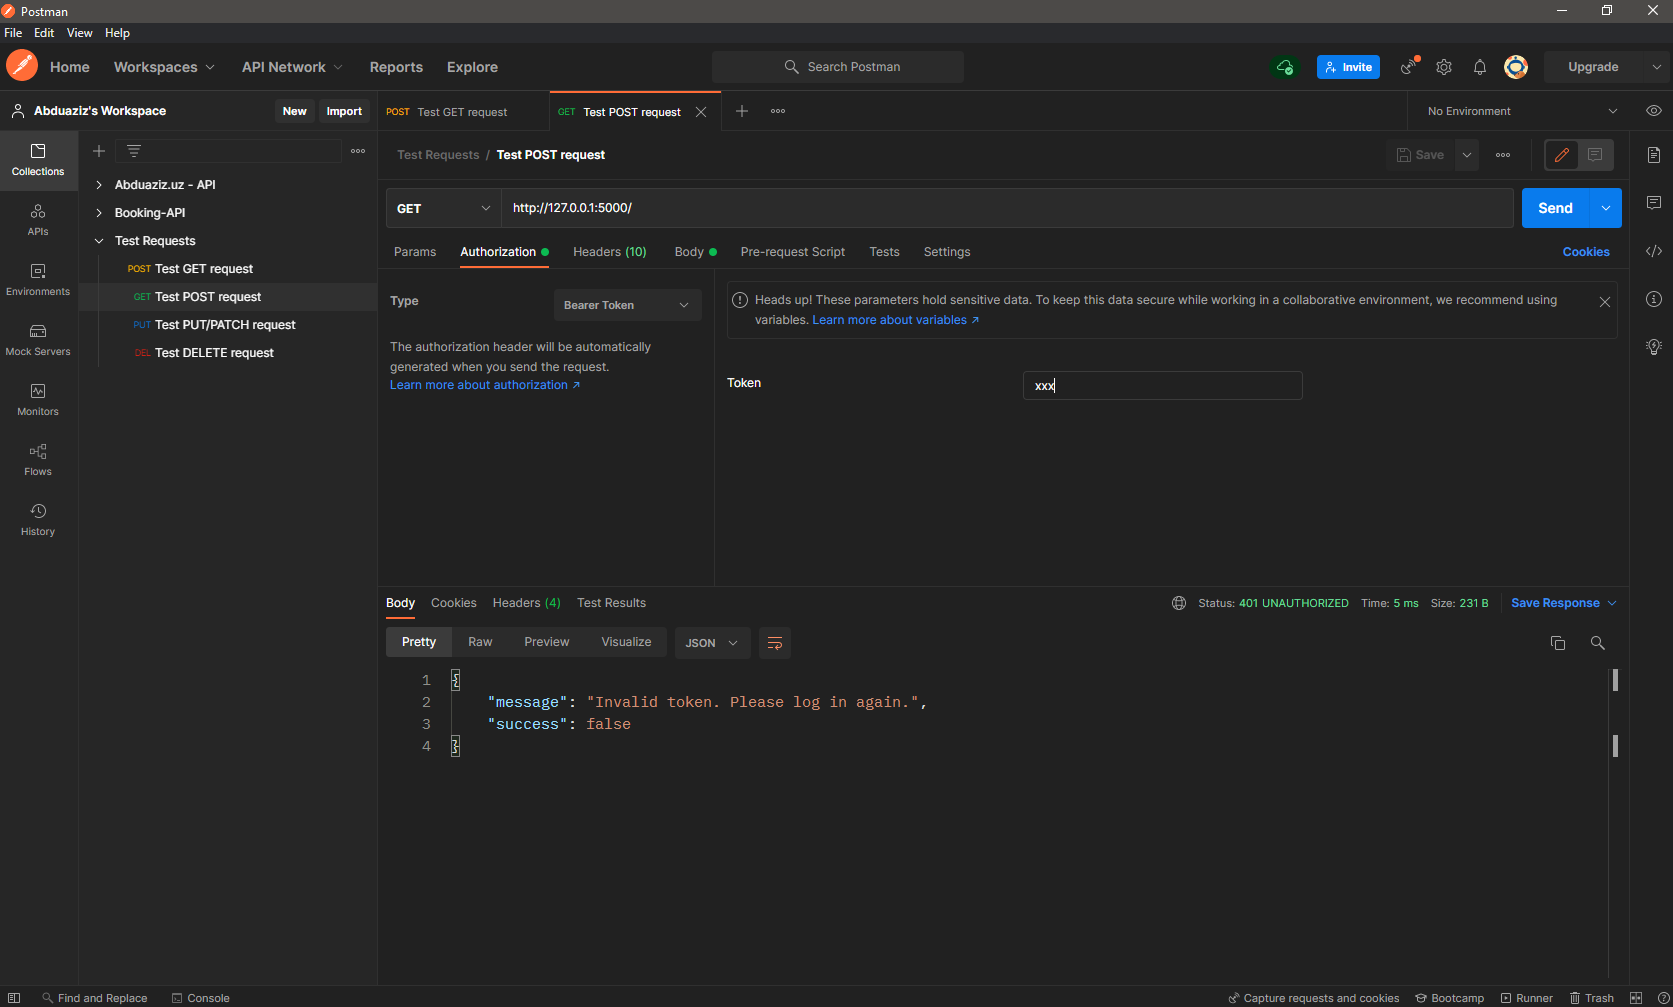 Postman
File Edit View Help
Home Workspaces API Network Reports Explore Search Postman Invite Upgrade
Abduaziz's Workspace New Import POST Test GET request GET Test POST request No Environment
Collections
APIs
Environments
Mock Servers
Monitors
Flows
History
Abduaziz.uz - API
Booking-API
Test Requests
POST Test GET request
GET Test POST request
PUT Test PUT/PATCH request
DEL Test DELETE request
Test Requests / Test POST request Save
GET http://127.0.0.1:5000/ Send
Params Authorization Headers (10) Body Pre-request Script Tests Settings Cookies
Type Bearer Token
The authorization header will be automatically
generated when you send the request.
Learn more about authorization ↗
Heads up! These parameters hold sensitive data. To keep this data secure while working in a collaborative environment, we recommend using
variables. Learn more about variables ↗
Token xxx
Body Cookies Headers (4) Test Results Status: 401 UNAUTHORIZED Time: 5 ms Size: 231 B Save Response
Pretty Raw Preview Visualize JSON
1 {
2 "message": "Invalid token. Please log in again.",
3 "success": false
4 }
Find and Replace Console Capture requests and cookies Bootcamp Runner Trash